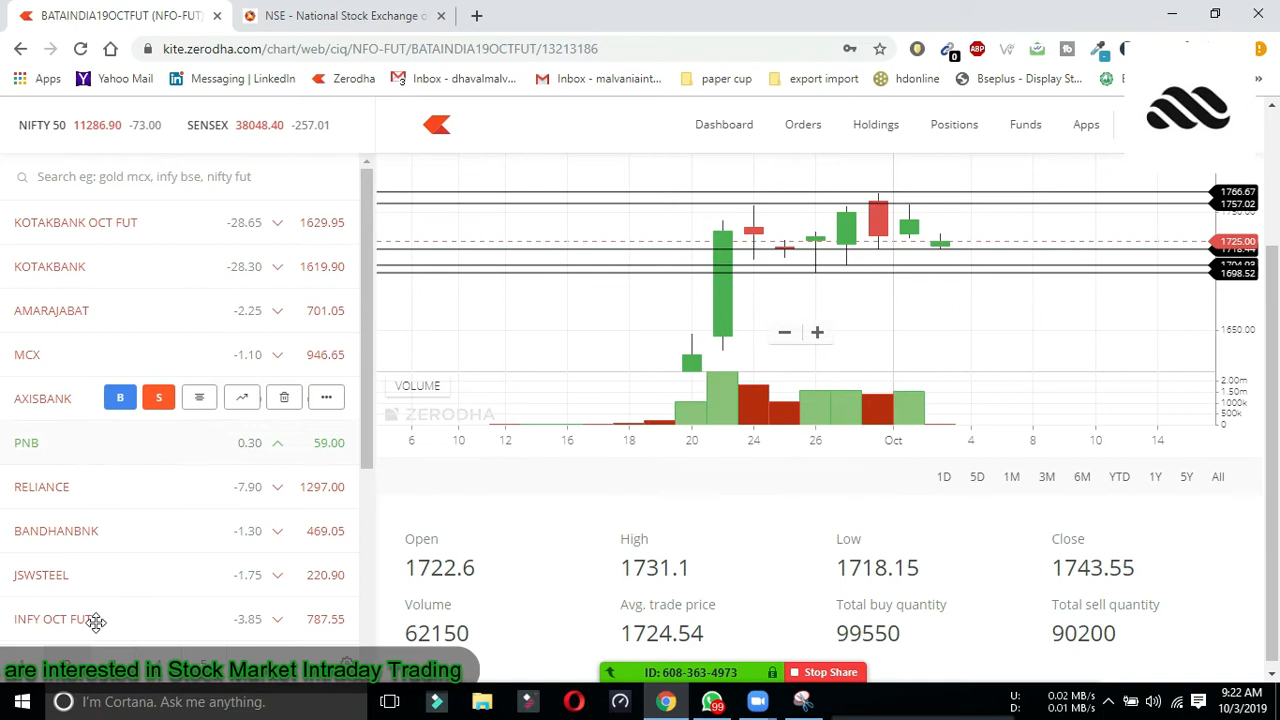 BATAINDIA19OCTFUT (NFO-FUT)
NSE - National Stock Exchange o
kite.zerodha.com/chart/web/ciq/NFO-FUT/BATAINDIA19OCTFUT/13213186
0
ABP
Apps
Yahoo Mail
Messaging | LinkedIn
Zerodha
Inbox - dhavalmalv...
Inbox - malvaniaint...
paper cup
export import
hdonline
Bseplus - Display St...
NIFTY 50 11286.90 -73.00
SENSEX 38048.40 -257.01
Dashboard
Orders
Holdings
Positions
Funds
Apps
Search eg: gold mcx, infy bse, nifty fut
KOTAKBANK OCT FUT -28.65 1629.95
KOTAKBANK -28.30 1619.90
AMARAJABAT -2.25 701.05
MCX -1.10 946.65
AXISBANK B S
PNB 0.30 59.00
RELIANCE -7.90 1297.00
BANDHANBNK -1.30 469.05
JSWSTEEL -1.75 220.90
INFY OCT FUT -3.85 787.55
1766.67
1757.02
1725.00
1698.52
1650.00
VOLUME
2.00m
1.50m
1000k
500k
0
ZERODHA
6 10 12 16 18 20 24 26 Oct 4 8 10 14
1D 5D 1M 3M 6M YTD 1Y 5Y All
Open High Low Close
1722.6 1731.1 1718.15 1743.55
Volume Avg. trade price Total buy quantity Total sell quantity
62150 1724.54 99550 90200
are interested in Stock Market Intraday Trading
ID: 608-363-4973
Stop Share
I'm Cortana. Ask me anything.
99
U: 0.02 MB/s
D: 0.01 MB/s
9:22 AM
10/3/2019